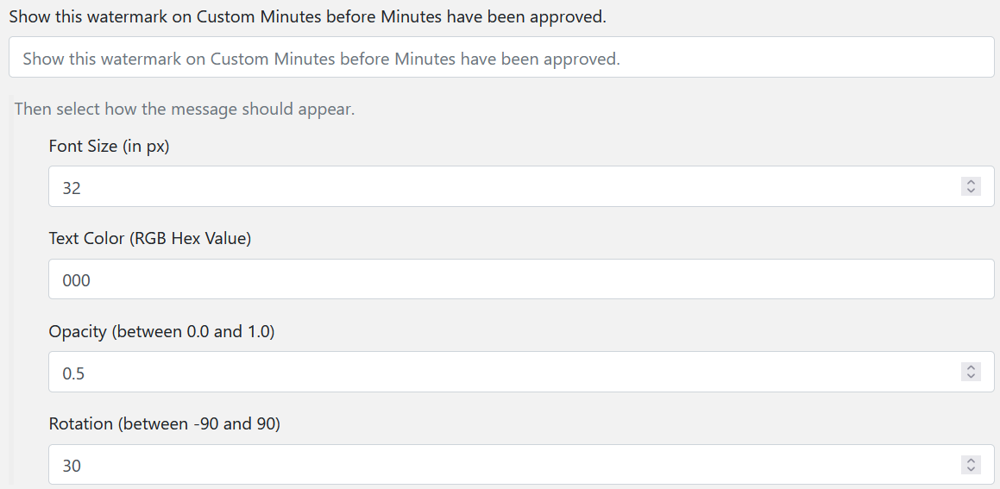 Show this watermark on Custom Minutes before Minutes have been approved.
Show this watermark on Custom Minutes before Minutes have been approved.
Then select how the message should appear.
Font Size (in px)
32
Text Color (RGB Hex Value)
000
Opacity (between 0.0 and 1.0)
0.5
Rotation (between -90 and 90)
30